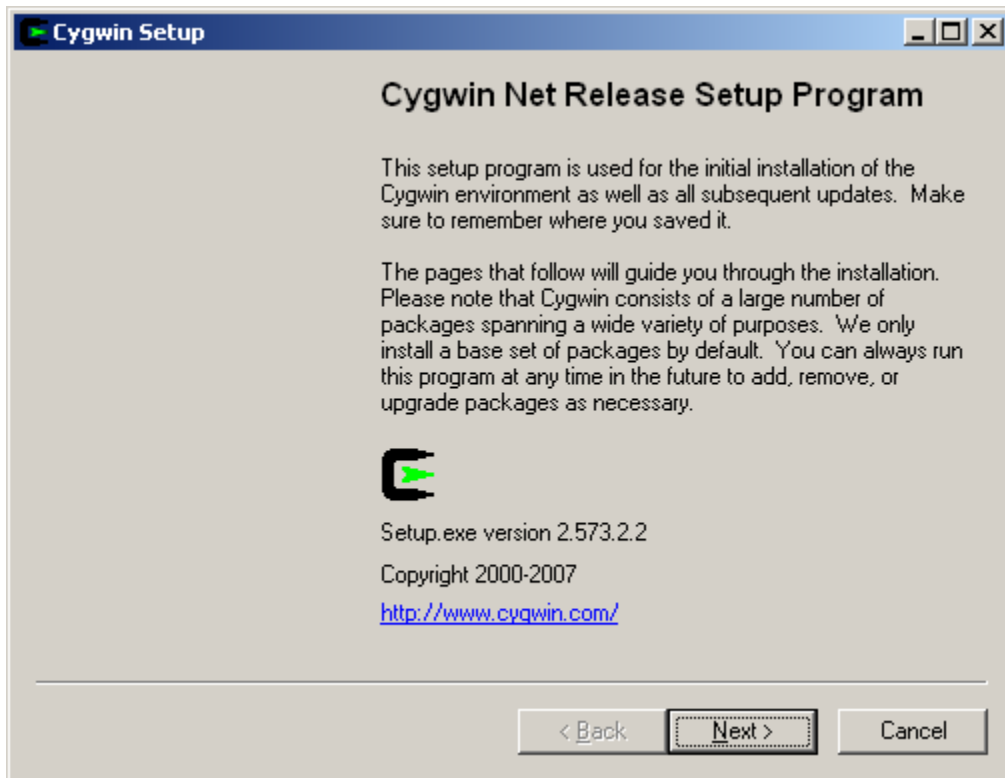 Cygwin Setup
Cygwin Net Release Setup Program
This setup program is used for the initial installation of the
Cygwin environment as well as all subsequent updates.  Make
sure to remember where you saved it.
The pages that follow will guide you through the installation.
Please note that Cygwin consists of a large number of
packages spanning a wide variety of purposes.  We only
install a base set of packages by default.  You can always run
this program at any time in the future to add, remove, or
upgrade packages as necessary.
Setup.exe version 2.573.2.2
Copyright 2000-2007
http://www.cygwin.com/
< Back Next > Cancel